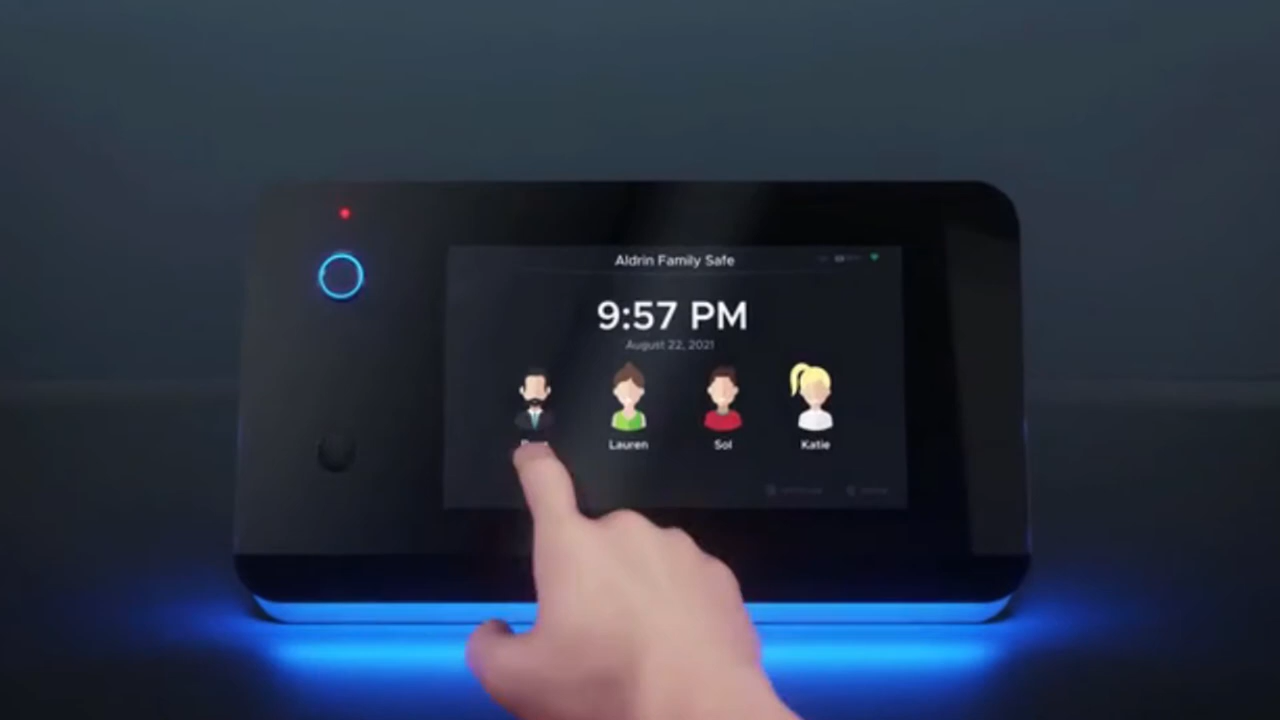 Aldrin Family Safe
9:57 PM
August 22, 2021
Lauren
Sol
Katie